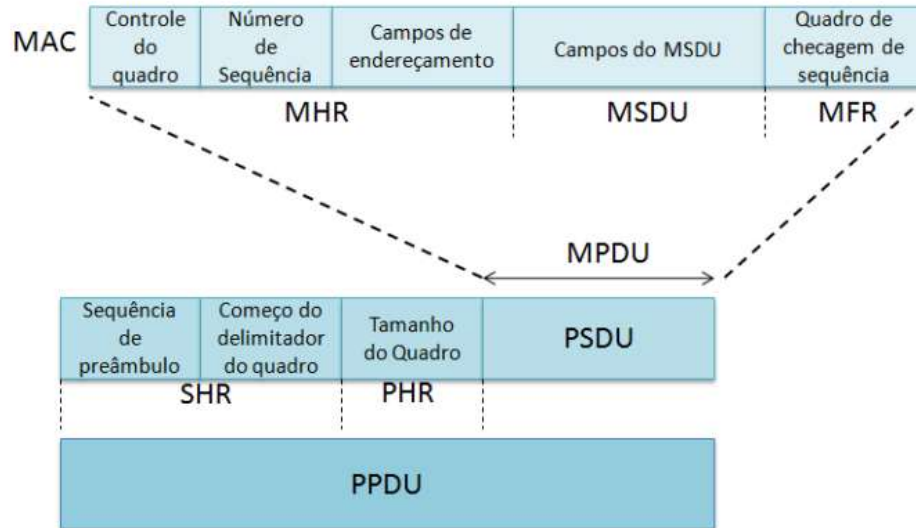 MAC
Controle
do
quadro
Número
de
Sequência
Campos de
endereçamento
Campos do MSDU
Quadro de
checagem de
sequência
MHR
MSDU
MFR
MPDU
Sequência
de
preâmbulo
Começo do
delimitador
do quadro
Tamanho
do Quadro
PSDU
SHR
PHR
PPDU